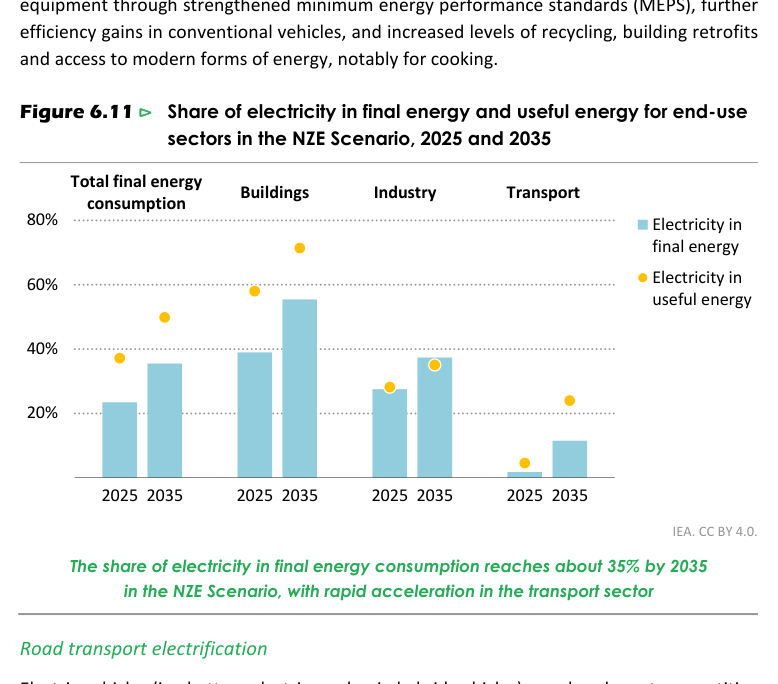 equipment through strengthened minimum energy performance standards (MEPS), further
efficiency gains in conventional vehicles, and increased levels of recycling, building retrofits
and access to modern forms of energy, notably for cooking.
Figure 6.11 ▷ Share of electricity in final energy and useful energy for end-use
sectors in the NZE Scenario, 2025 and 2035
Total final energy
consumption
Buildings
Industry
Transport
80%
60%
40%
20%
Electricity in
final energy
Electricity in
useful energy
2025 2035 2025 2035 2025 2035 2025 2035
IEA. CC BY 4.0.
The share of electricity in final energy consumption reaches about 35% by 2035
in the NZE Scenario, with rapid acceleration in the transport sector
Road transport electrification